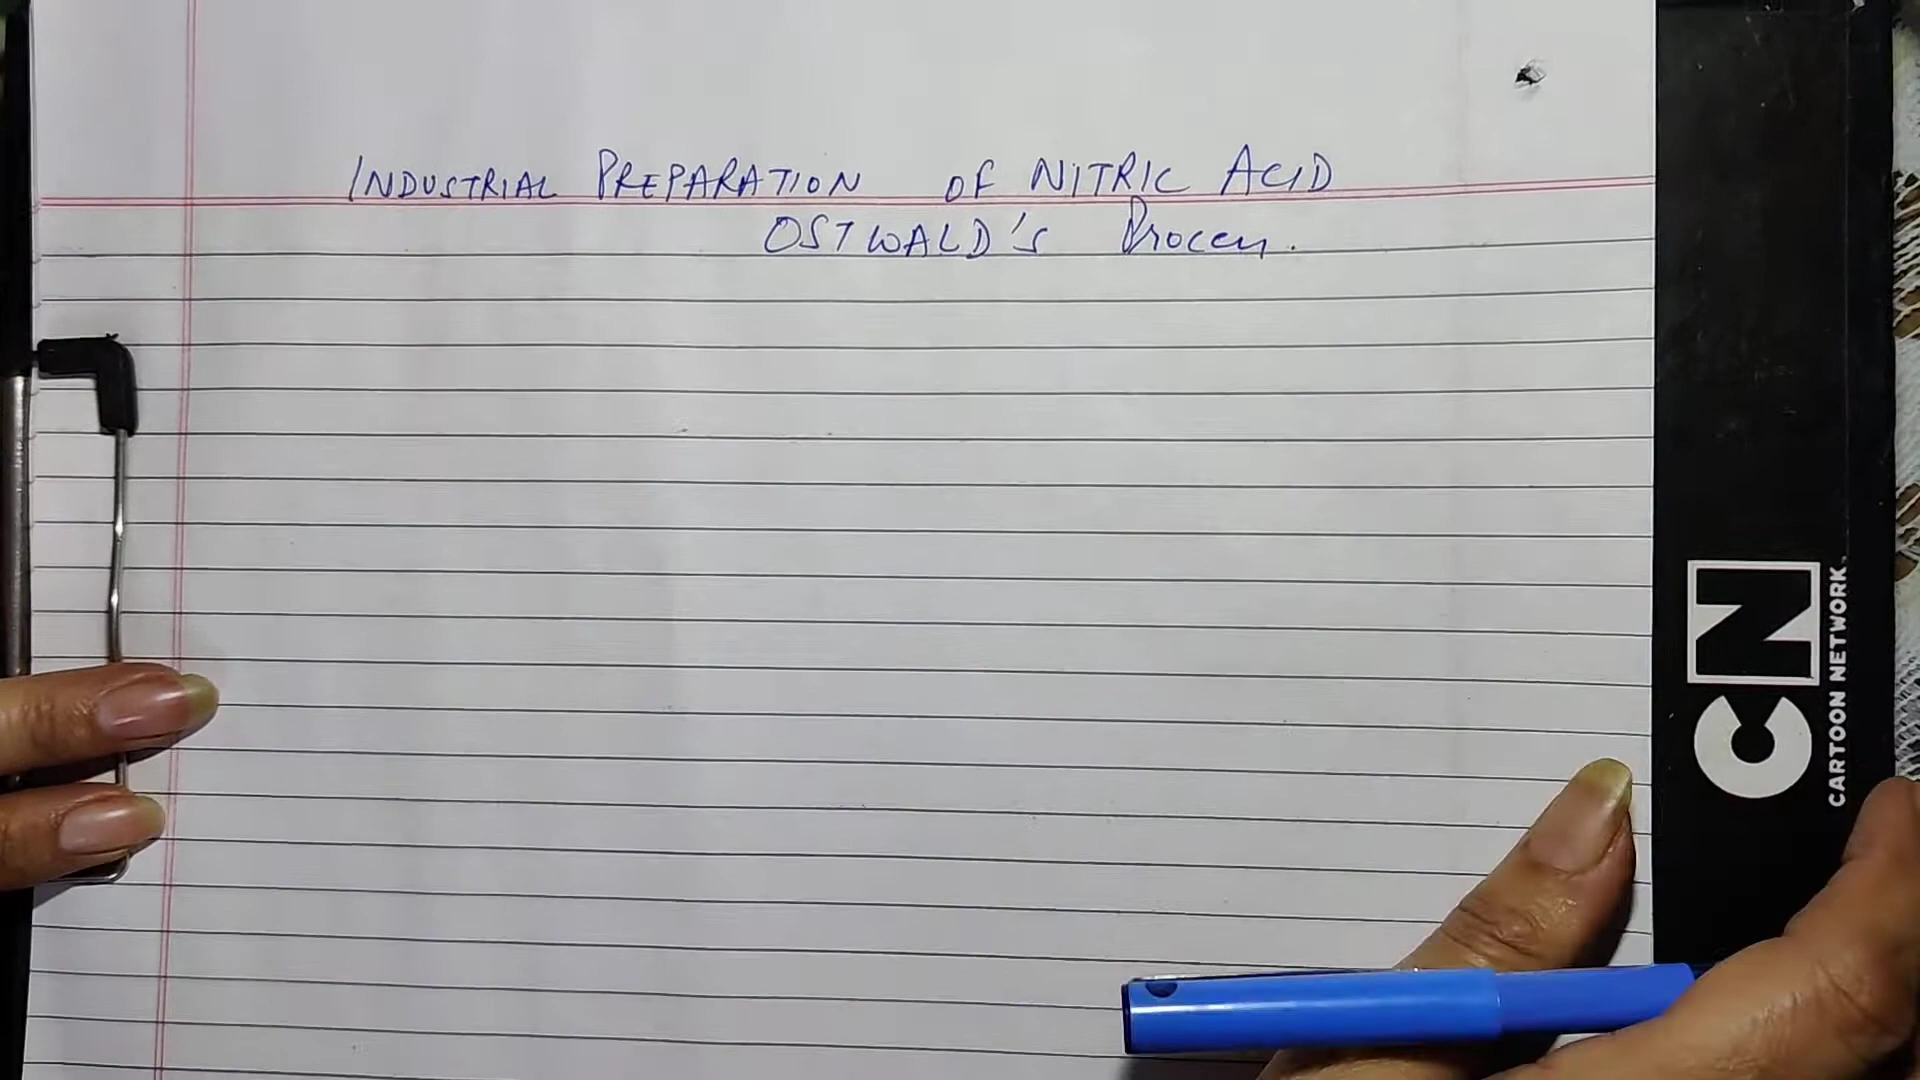 INDUSTRIAL PREPARATION OF NITRIC ACID
OSTWALD'S Process.
CN
CARTOON NETWORK.